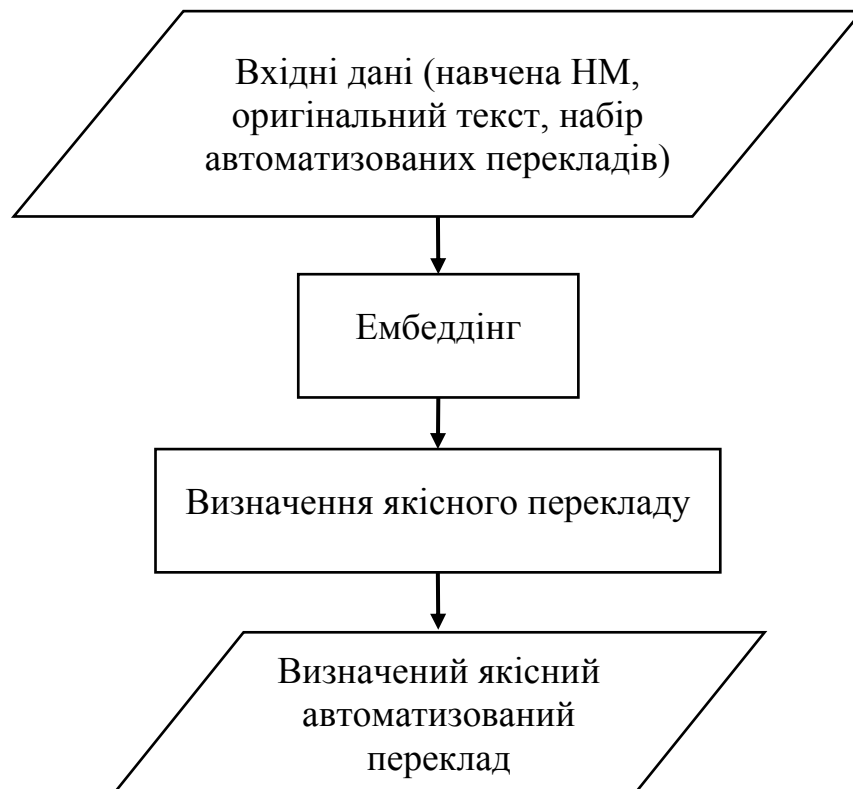 Вхідні дані (навчена НМ,
оригінальний текст, набір
автоматизованих перекладів)
Ембеддінг
Визначення якісного перекладу
Визначений якісний
автоматизований
переклад